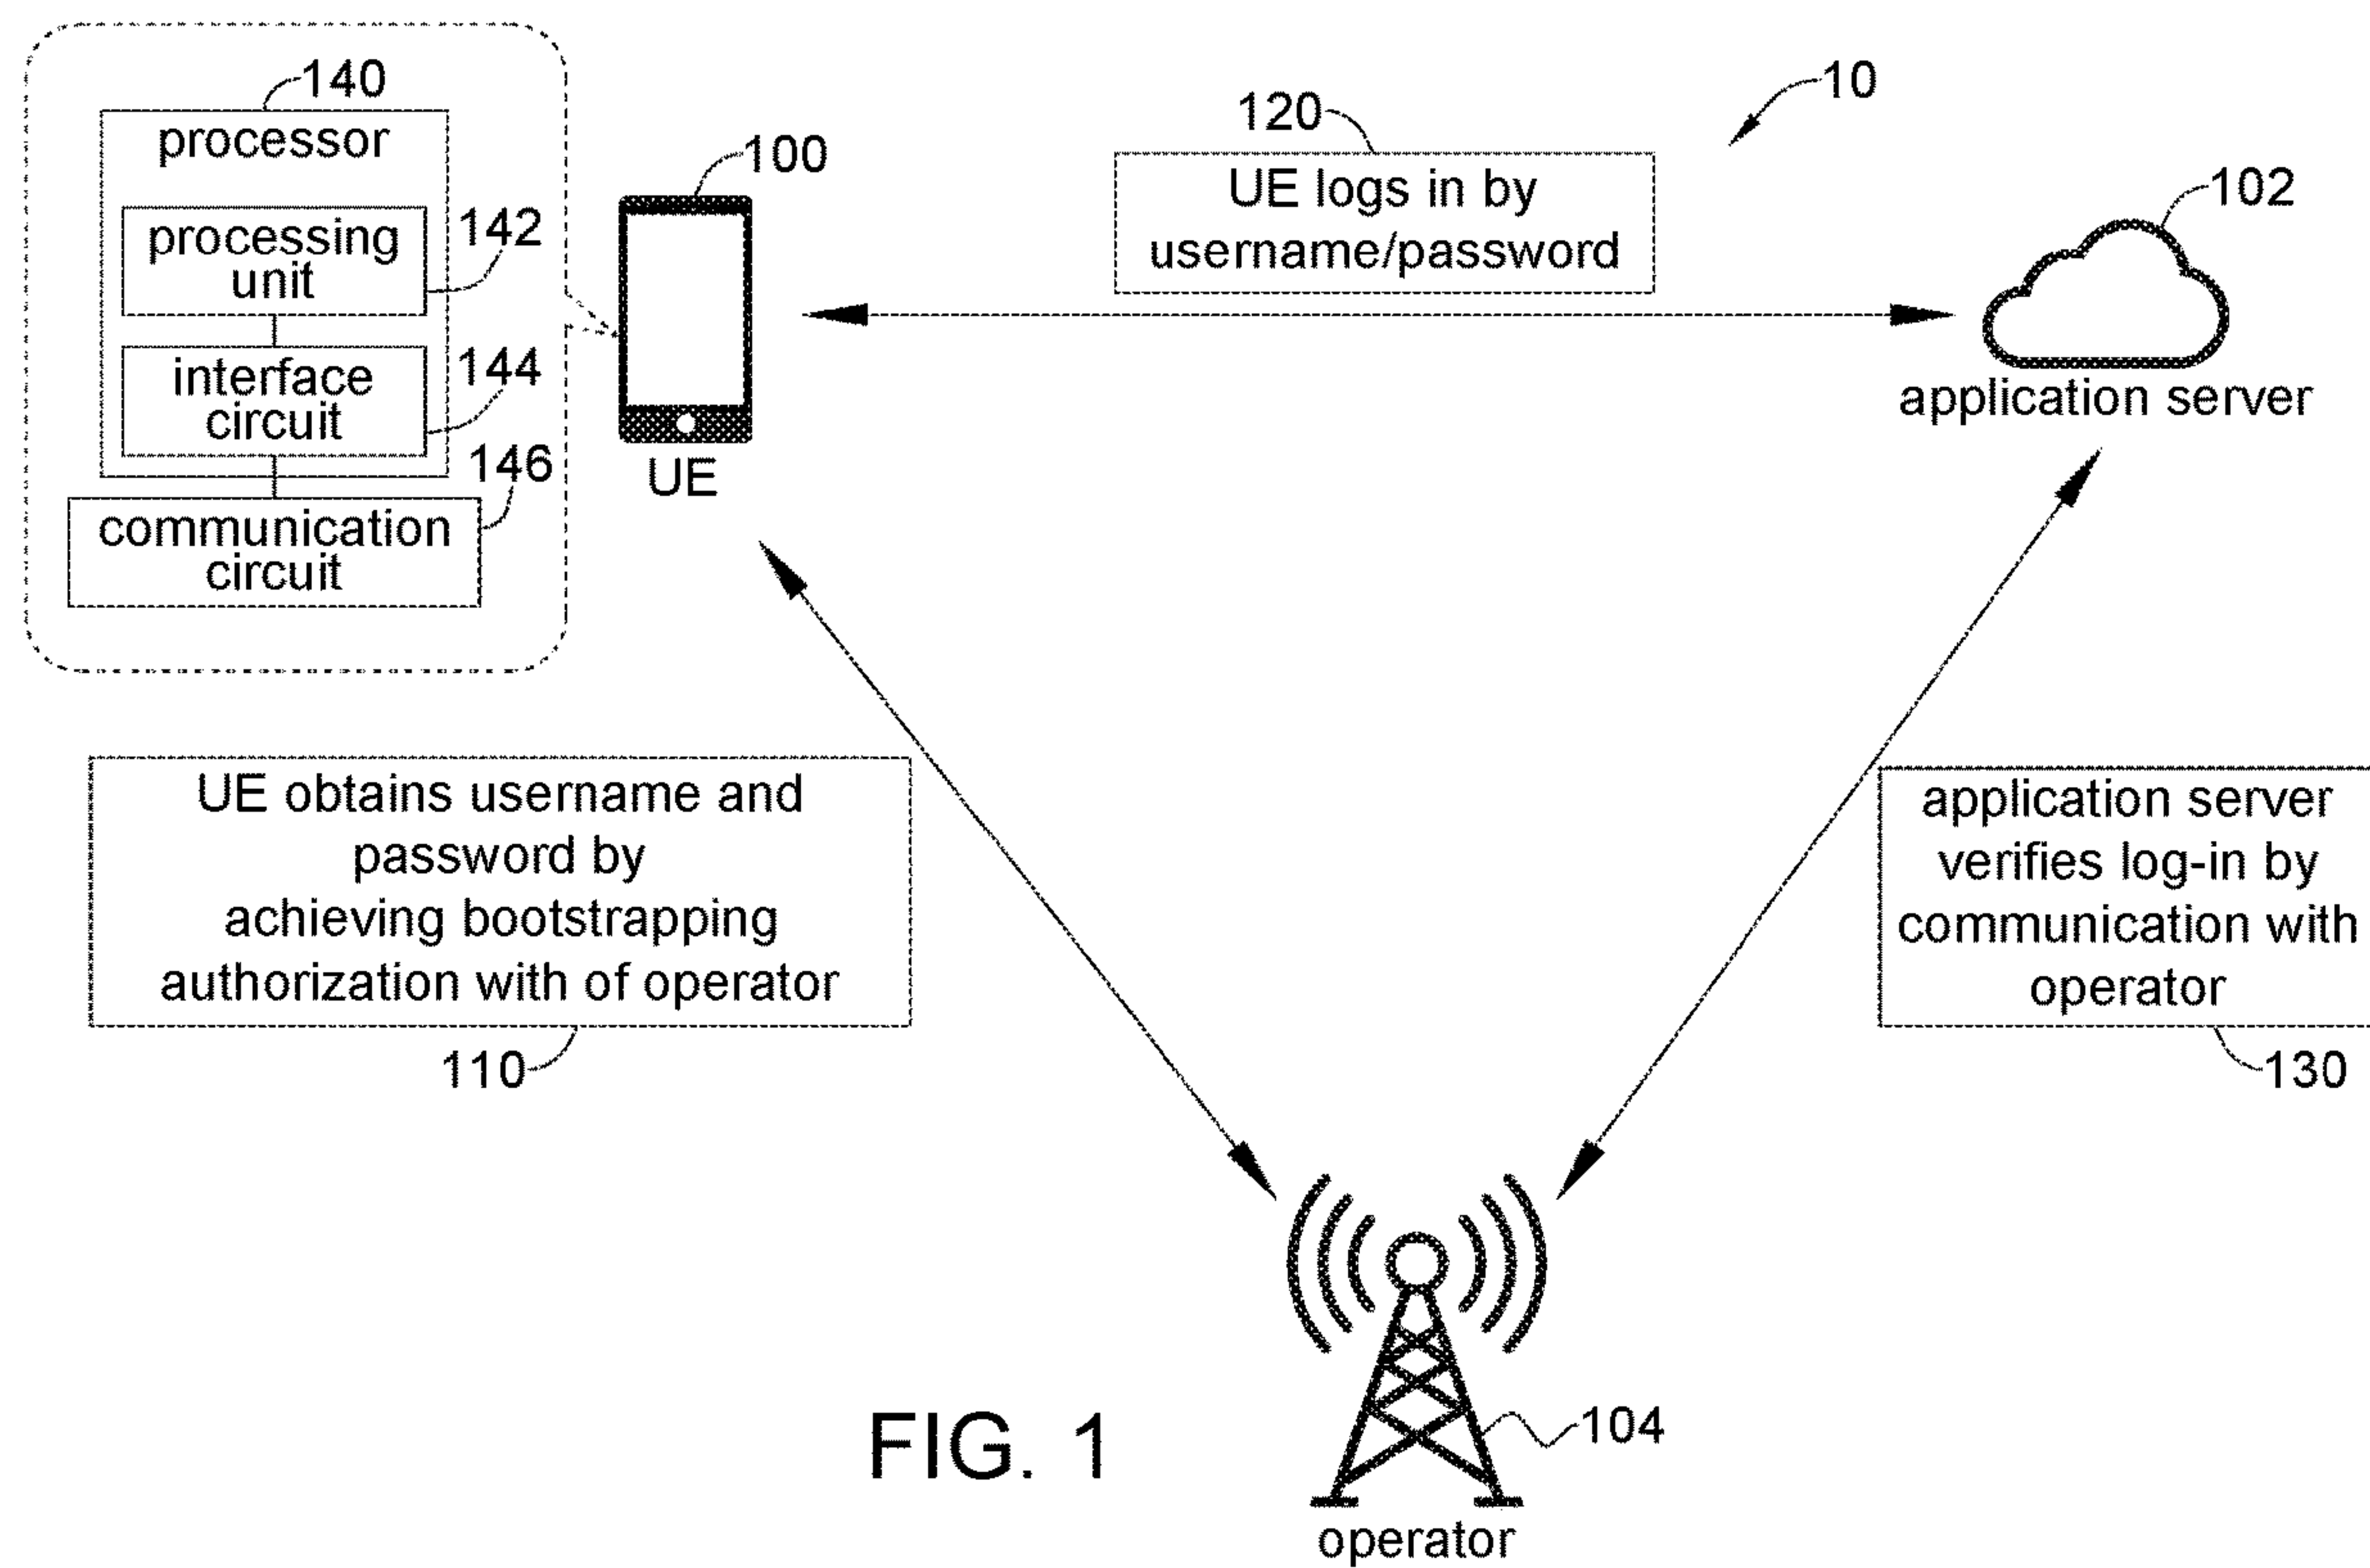 140
processor
processing
unit
142
interface
circuit
144
146
communication
circuit
100
UE
120
UE logs in by
username/password
10
102
application server
UE obtains username and
password by
achieving bootstrapping
authorization with of operator
110
application server
verifies log-in by
communication with
operator
130
104
operator
FIG. 1